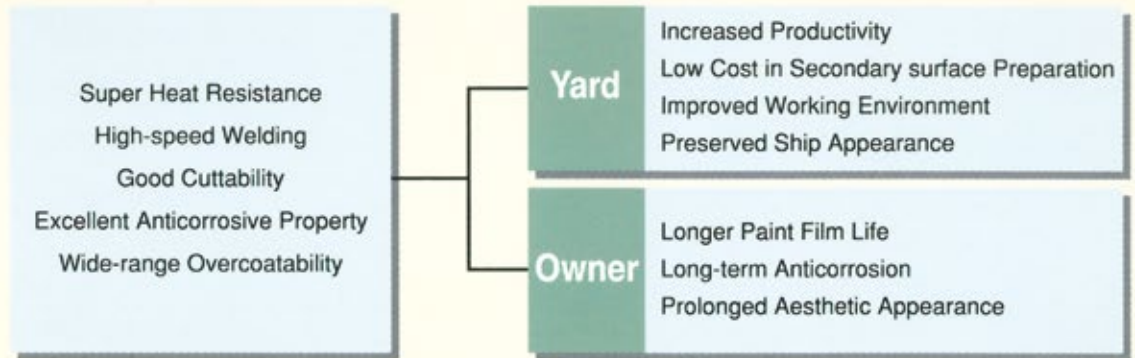 Super Heat Resistance
High-speed Welding
Good Cuttability
Excellent Anticorrosive Property
Wide-range Overcoatability
Yard
Increased Productivity
Low Cost in Secondary surface Preparation
Improved Working Environment
Preserved Ship Appearance
Owner
Longer Paint Film Life
Long-term Anticorrosion
Prolonged Aesthetic Appearance